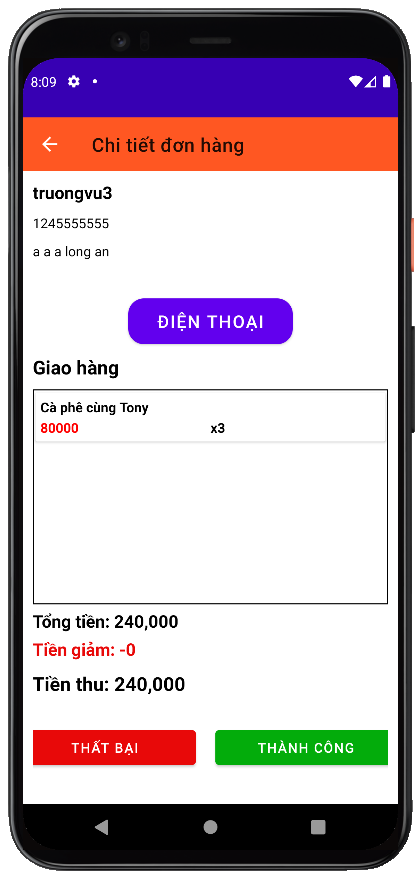 8:09
Chi tiết đơn hàng
truongvu3
1245555555
a a a long an
ĐIỆN THOẠI
Giao hàng
Cà phê cùng Tony
80000 x3
Tổng tiền: 240,000
Tiền giảm: -0
Tiền thu: 240,000
THẤT BẠI THÀNH CÔNG